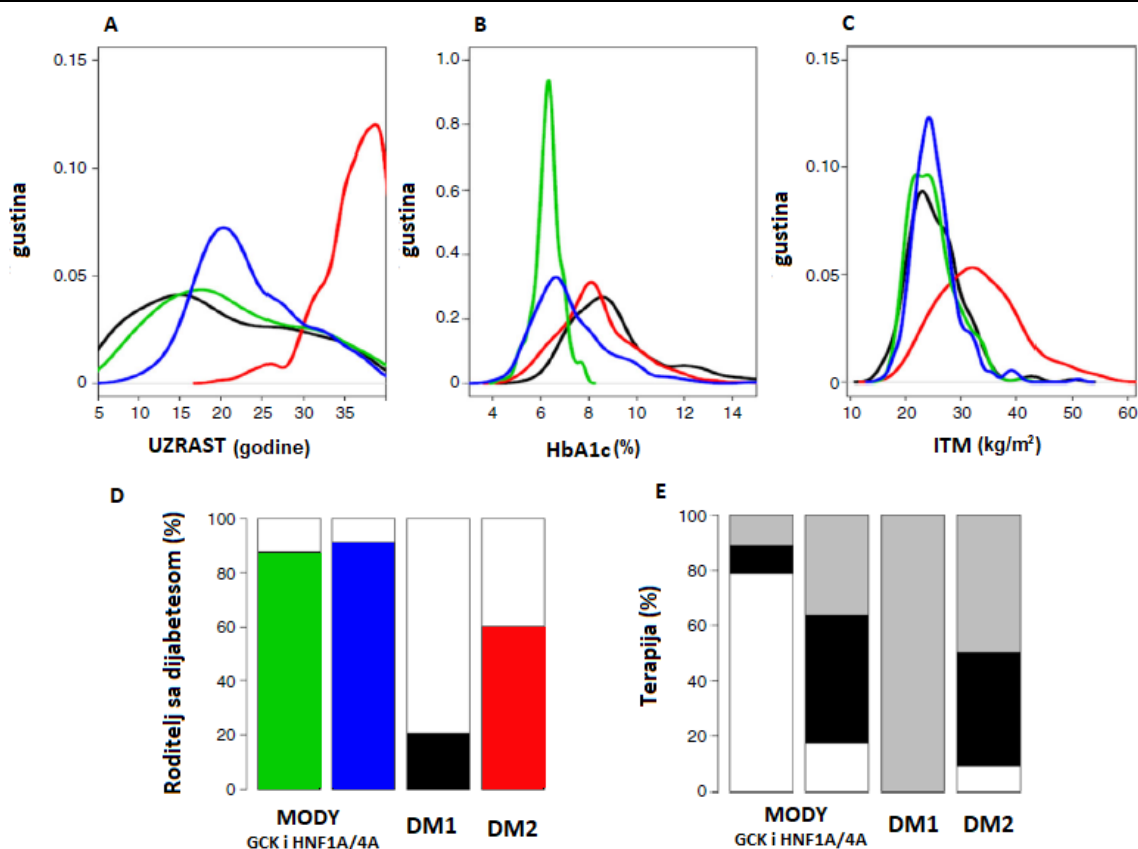 A
0.15
0.10
0.05
0
5 10 15 20 25 30 35
gustina
UZRAST (godine)
B
1.0
0.8
0.6
0.4
0.2
0
4 6 8 10 12 14
gustina
HbA1c (%)
C
0.15
0.10
0.05
0
10 20 30 40 50 60
gustina
ITM (kg/m²)
D
Roditelj sa dijabetesom (%)
100
80
60
40
20
0
MODY
GCK i HNF1A/4A
DM1
DM2
E
Terapija (%)
100
80
60
40
20
0
MODY
GCK i HNF1A/4A
DM1
DM2